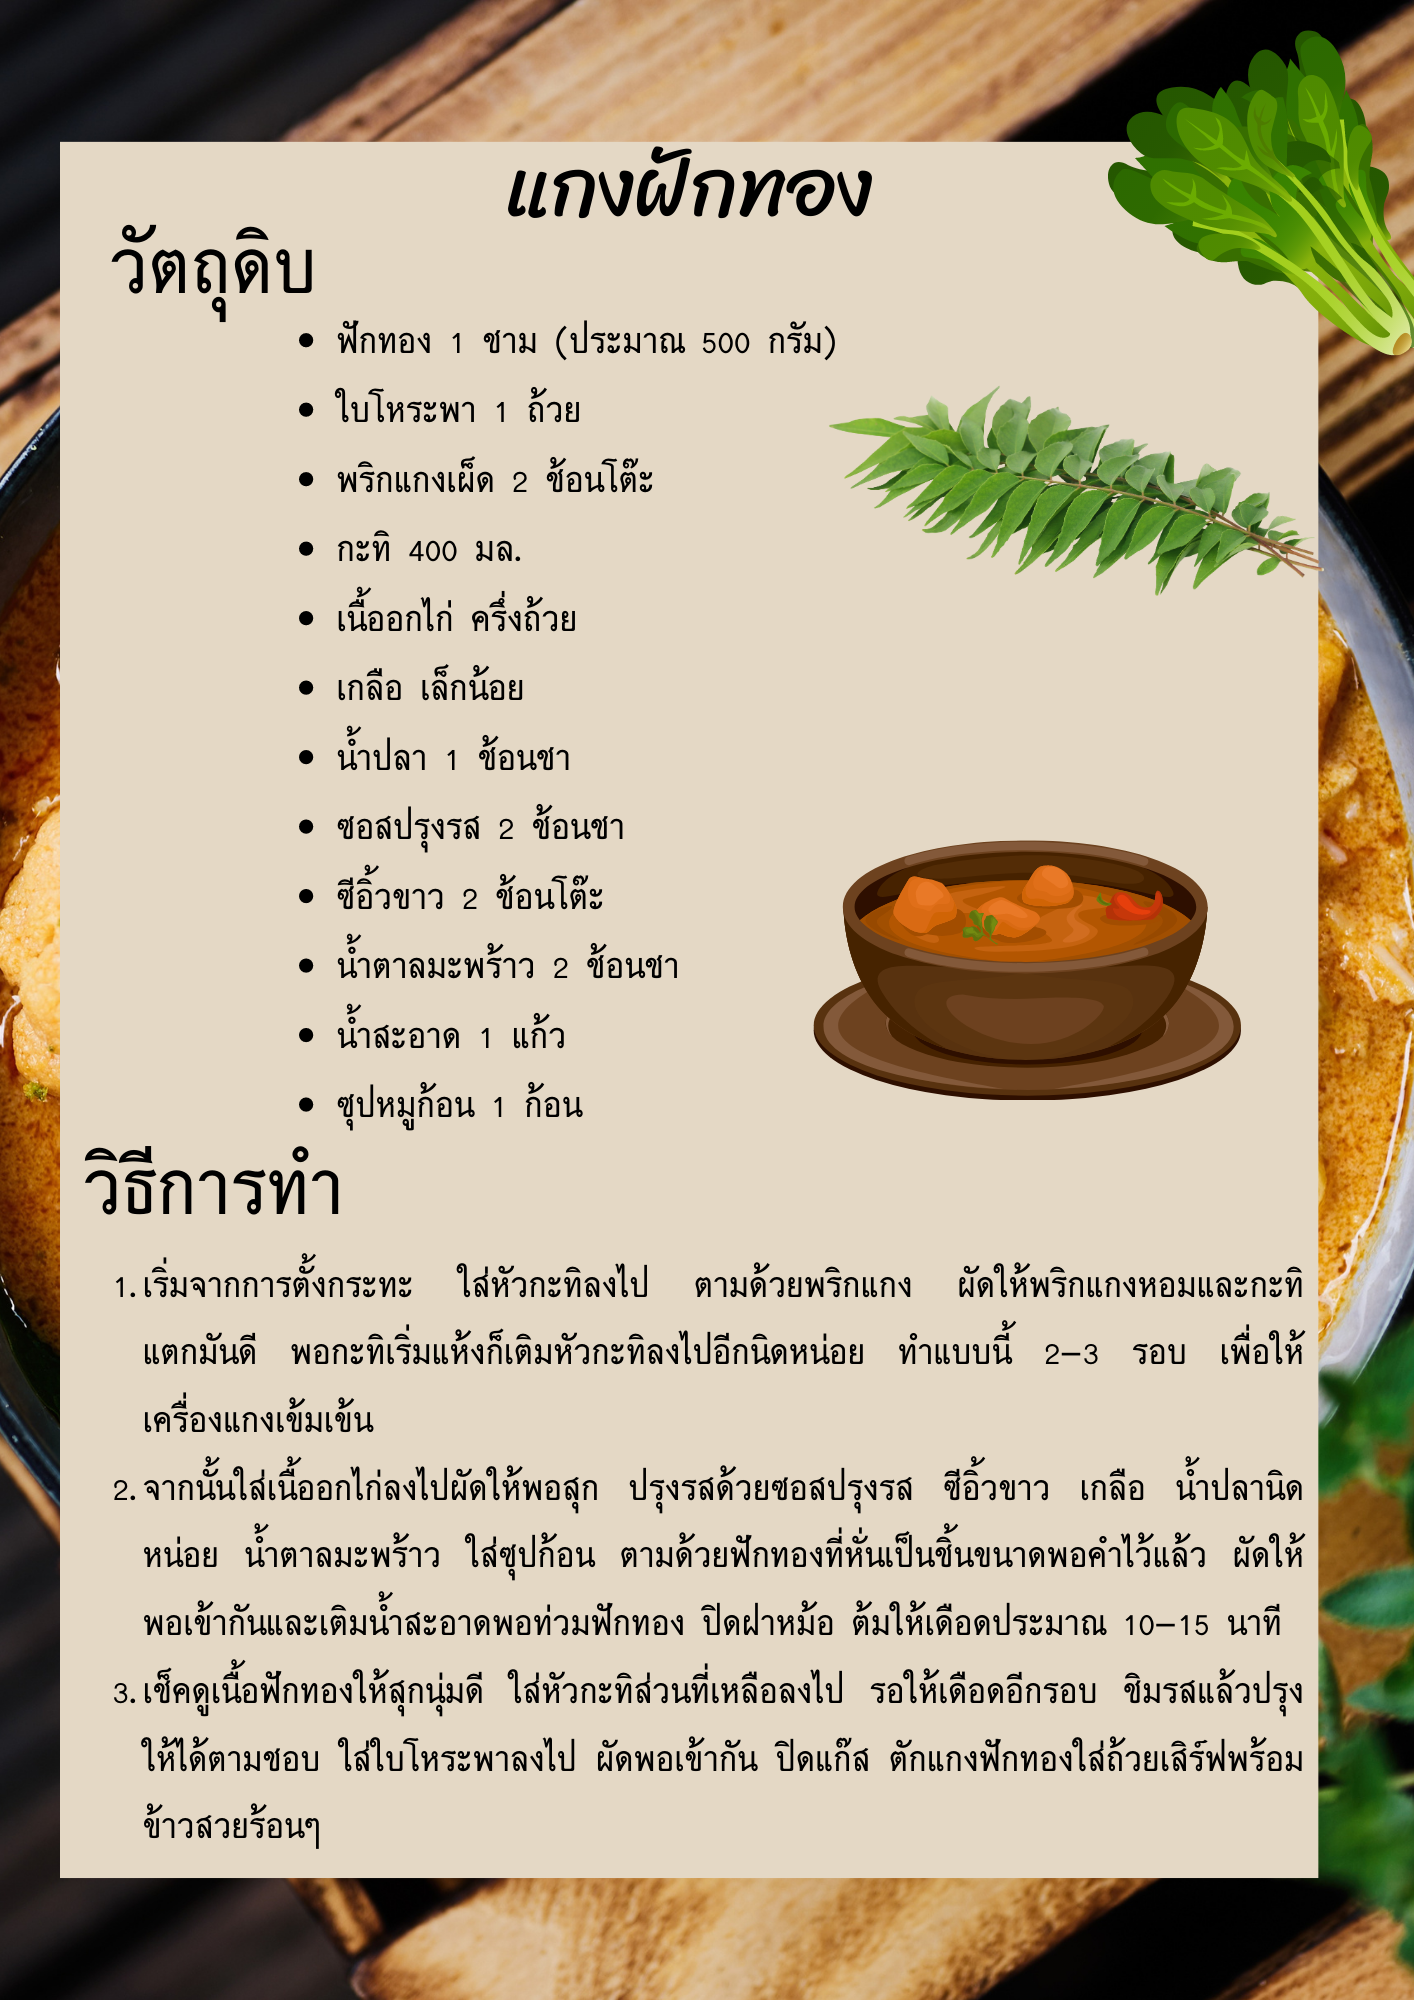 แกงฝักทอง
วัตถุดิบ
• ฟักทอง 1 ชาม (ประมาณ 500 กรัม)
• ใบโหระพา 1 ถ้วย
• พริกแกงเผ็ด 2 ช้อนโต๊ะ
• กะทิ 400 มล.
• เนื้ออกไก่ ครึ่งถ้วย
• เกลือ เล็กน้อย
• น้ำปลา 1 ช้อนชา
• ซอสปรุงรส 2 ช้อนชา
• ซีอิ้วขาว 2 ช้อนโต๊ะ
• น้ำตาลมะพร้าว 2 ช้อนชา
• น้ำสะอาด 1 แก้ว
• ซุปหมูก้อน 1 ก้อน
วิธีการทำ
1. เริ่มจากการตั้งกระทะ ใส่หัวกะทิลงไป ตามด้วยพริกแกง ผัดให้พริกแกงหอมและกะทิ
แตกมันดี พอกะทิเริ่มแห้งก็เติมหัวกะทิลงไปอีกนิดหน่อย ทำแบบนี้ 2–3 รอบ เพื่อให้
เครื่องแกงเข้มเข้น
2. จากนั้นใส่เนื้ออกไก่ลงไปผัดให้พอสุก ปรุงรสด้วยซอสปรุงรส ซีอิ้วขาว เกลือ น้ำปลานิด
หน่อย น้ำตาลมะพร้าว ใส่ซุปก้อน ตามด้วยฟักทองที่หั่นเป็นชิ้นขนาดพอคำไว้แล้ว ผัดให้
พอเข้ากันและเติมน้ำสะอาดพอท่วมฟักทอง ปิดฝาหม้อ ต้มให้เดือดประมาณ 10–15 นาที
3. เช็คดูเนื้อฟักทองให้สุกนุ่มดี ใส่หัวกะทิส่วนที่เหลือลงไป รอให้เดือดอีกรอบ ชิมรสแล้วปรุง
ให้ได้ตามชอบ ใส่ใบโหระพาลงไป ผัดพอเข้ากัน ปิดแก๊ส ตักแกงฟักทองใส่ถ้วยเสิร์ฟพร้อม
ข้าวสวยร้อนๆ